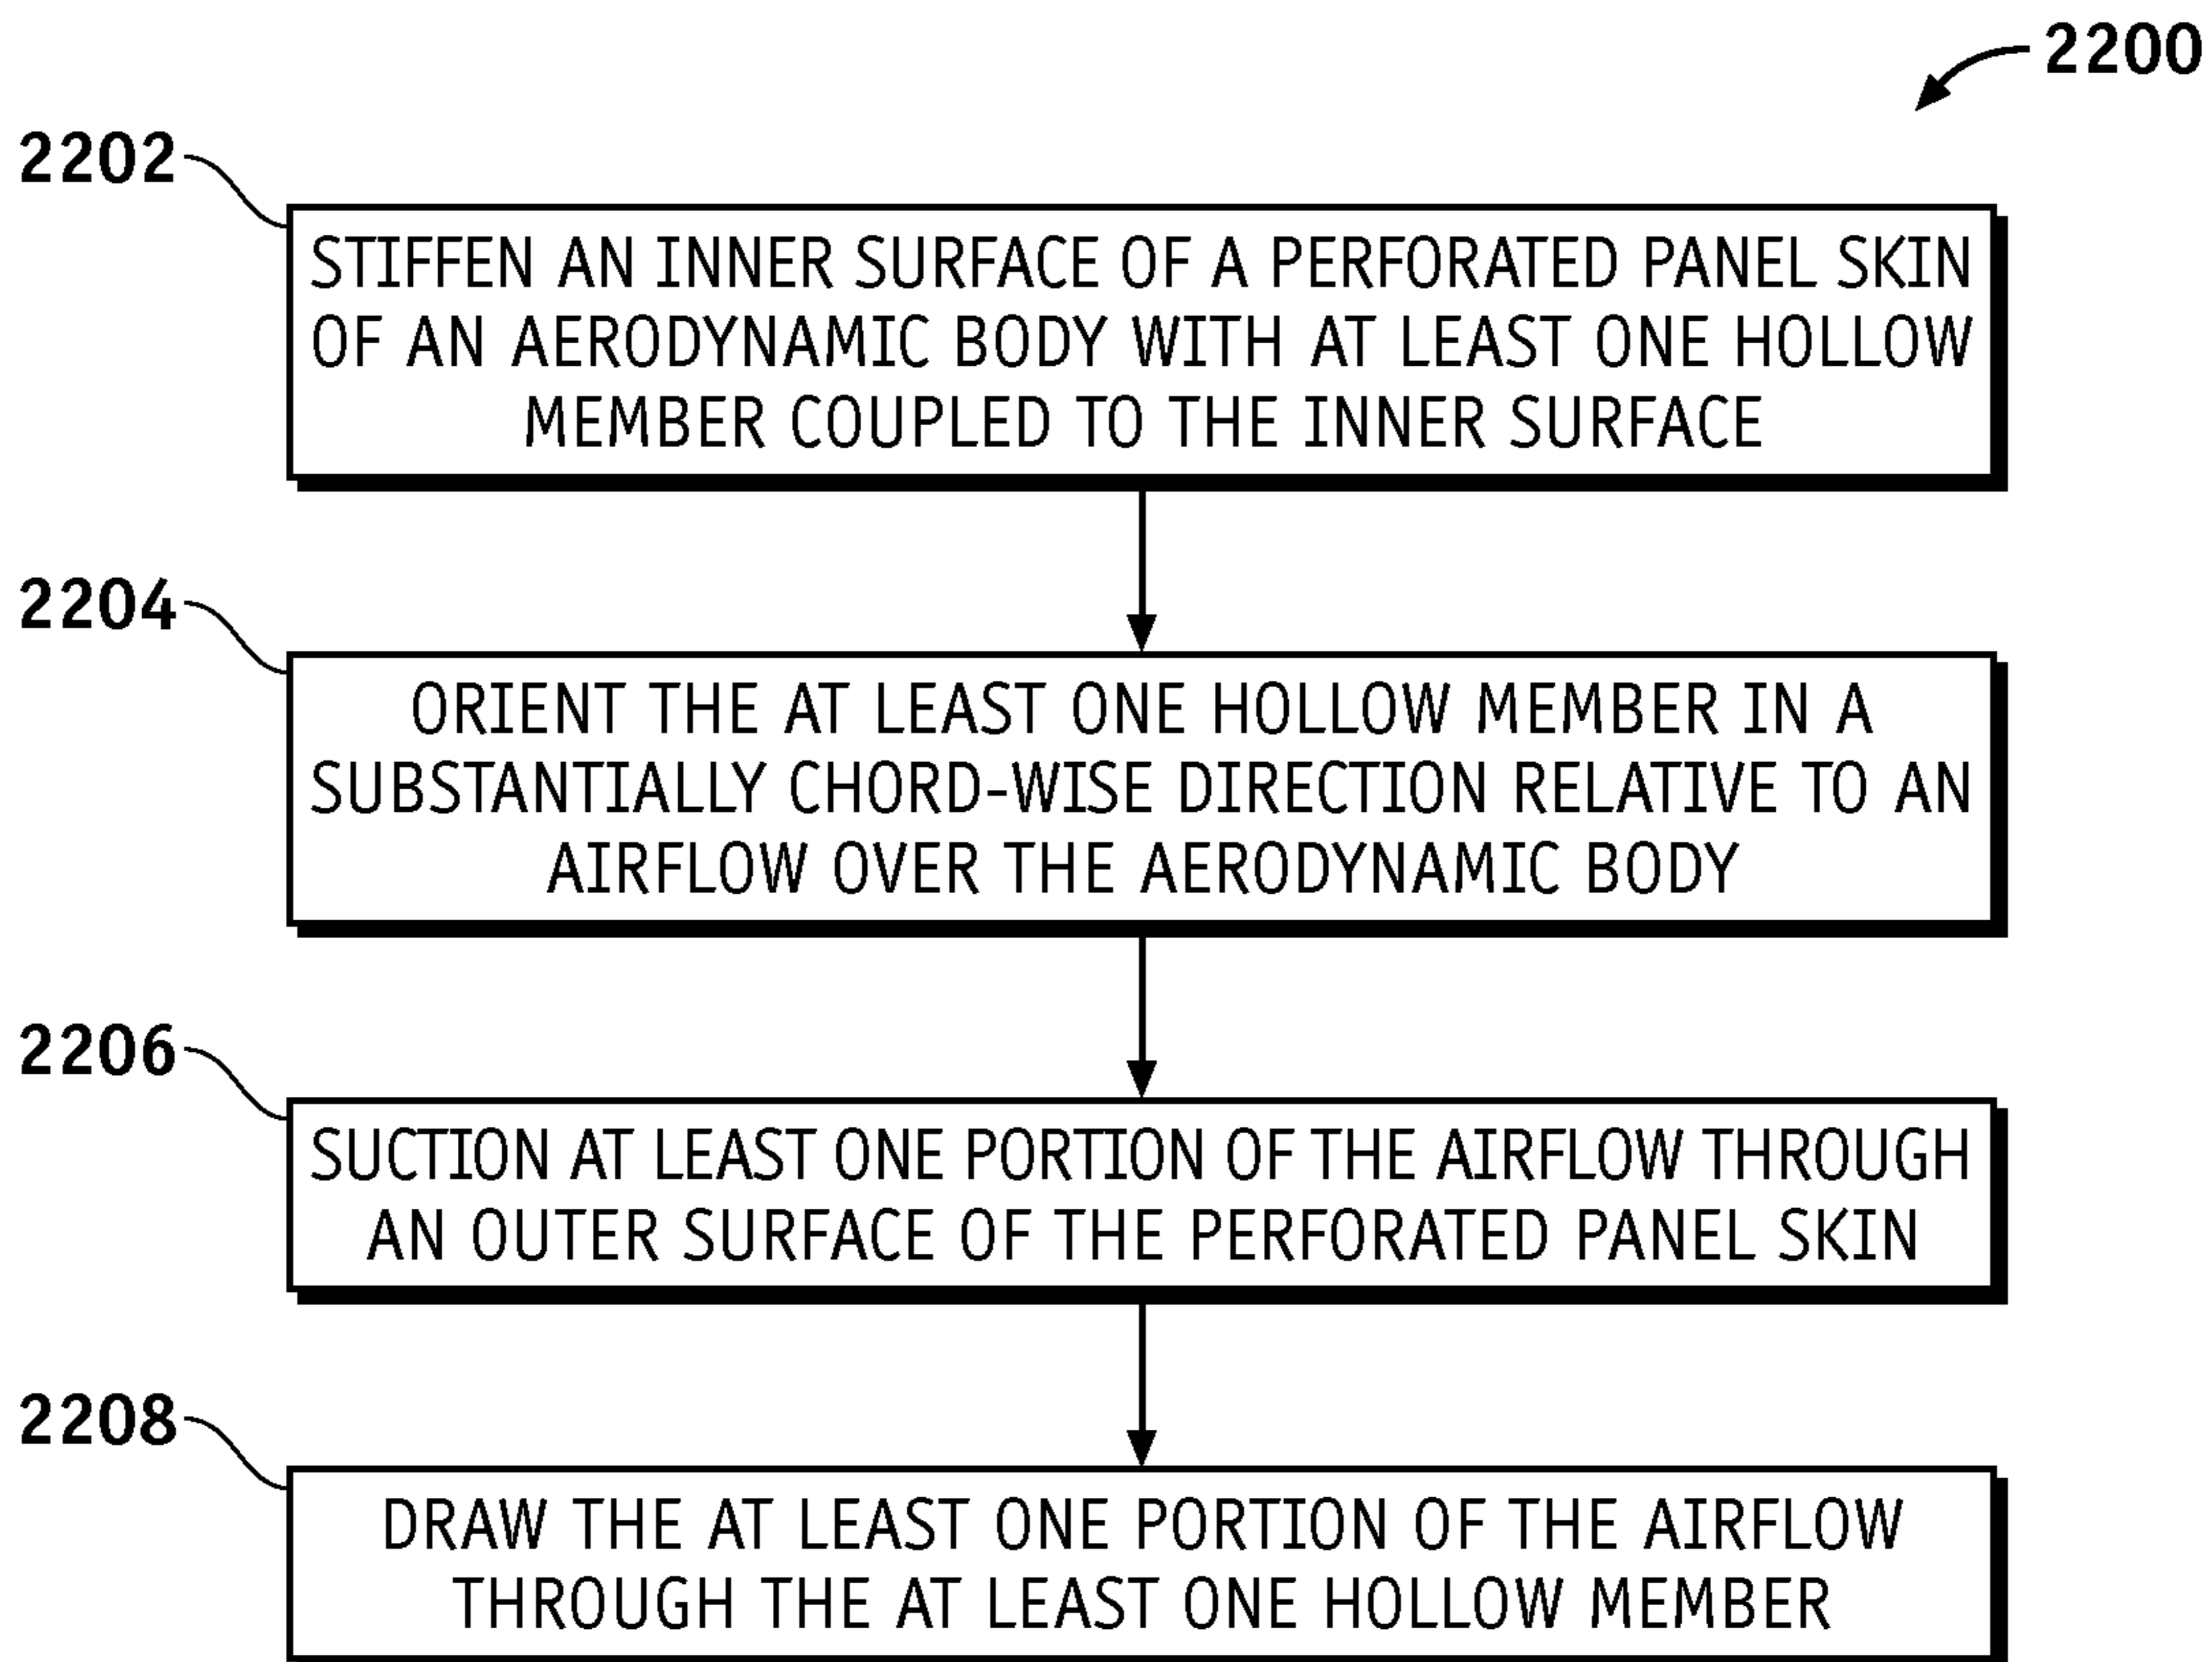 2200
2202
STIFFEN AN INNER SURFACE OF A PERFORATED PANEL SKIN
OF AN AERODYNAMIC BODY WITH AT LEAST ONE HOLLOW
MEMBER COUPLED TO THE INNER SURFACE
2204
ORIENT THE AT LEAST ONE HOLLOW MEMBER IN A
SUBSTANTIALLY CHORD-WISE DIRECTION RELATIVE TO AN
AIRFLOW OVER THE AERODYNAMIC BODY
2206
SUCTION AT LEAST ONE PORTION OF THE AIRFLOW THROUGH
AN OUTER SURFACE OF THE PERFORATED PANEL SKIN
2208
DRAW THE AT LEAST ONE PORTION OF THE AIRFLOW
THROUGH THE AT LEAST ONE HOLLOW MEMBER